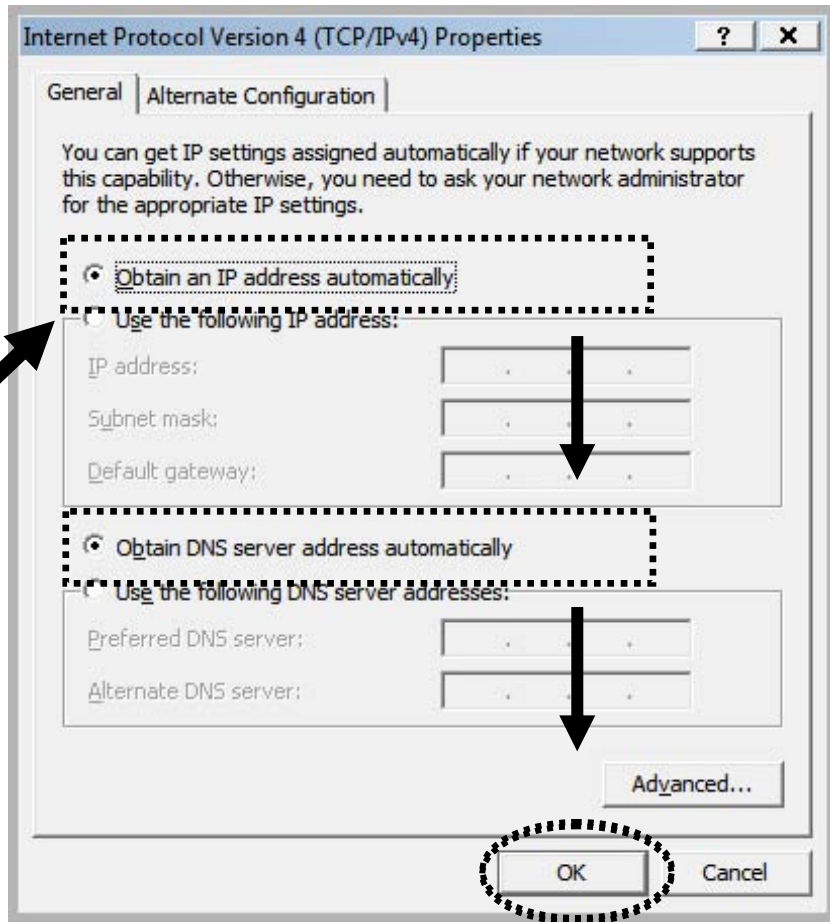 Internet Protocol Version 4 (TCP/IPv4) Properties
General
Alternate Configuration
You can get IP settings assigned automatically if your network supports
this capability. Otherwise, you need to ask your network administrator
for the appropriate IP settings.
Obtain an IP address automatically
Use the following IP address:
IP address:
Subnet mask:
Default gateway:
Obtain DNS server address automatically
Use the following DNS server addresses:
Preferred DNS server:
Alternate DNS server:
Advanced...
OK
Cancel